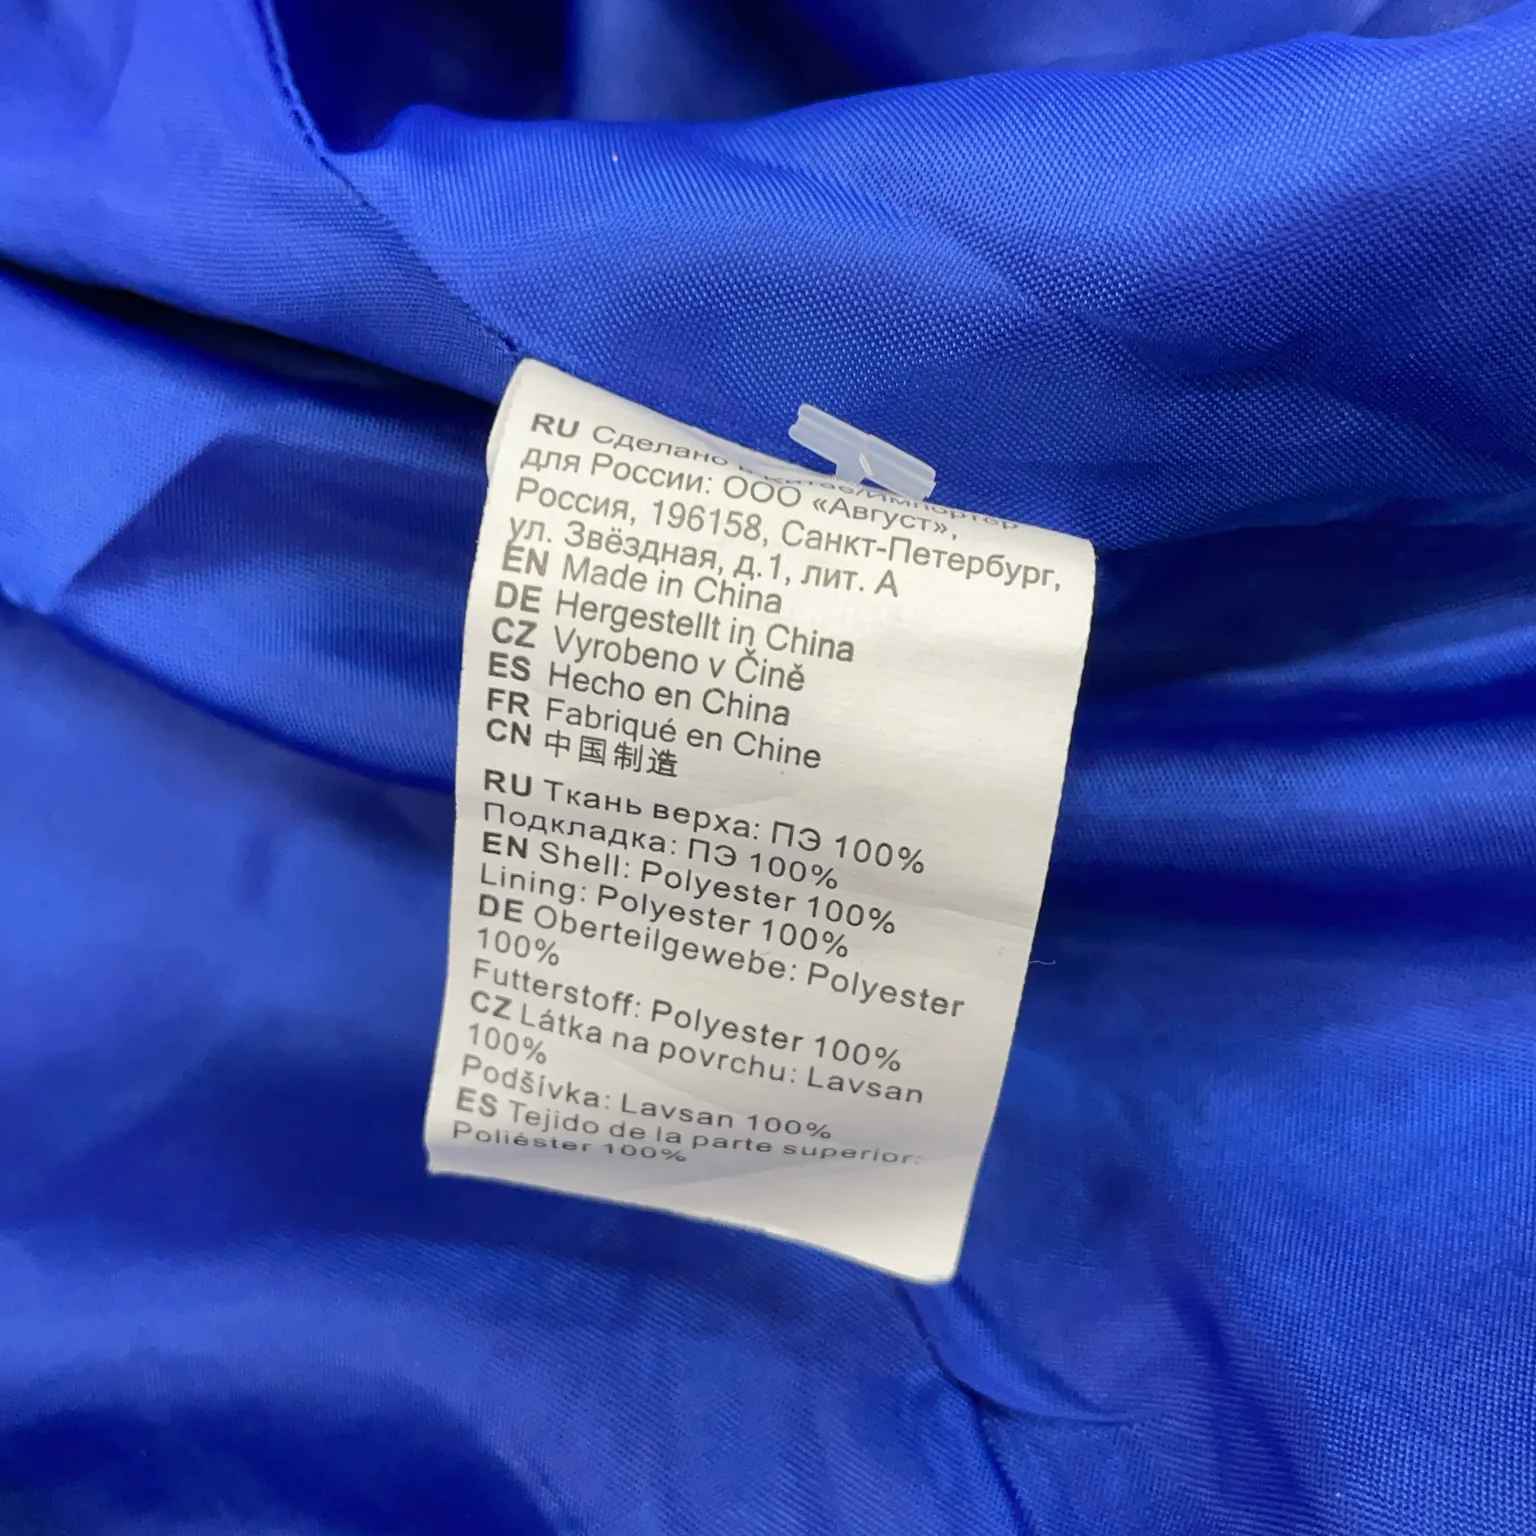 RU Сделано в Китае/Импортер
для России: ООО «Август»,
Россия, 196158, Санкт-Петербург,
ул. Звёздная, д.1, лит. А
EN Made in China
DE Hergestellt in China
CZ Vyrobeno v Čině
ES Hecho en China
FR Fabriqué en Chine
CN 中国制造
RU Ткань верха: ПЭ 100%
Подкладка: ПЭ 100%
EN Shell: Polyester 100%
Lining: Polyester 100%
DE Oberteilgewebe: Polyester
100%
Futterstoff: Polyester 100%
CZ Látka na povrchu: Lavsan
100%
Podšívka: Lavsan 100%
ES Tejido de la parte superior:
Poliéster 100%